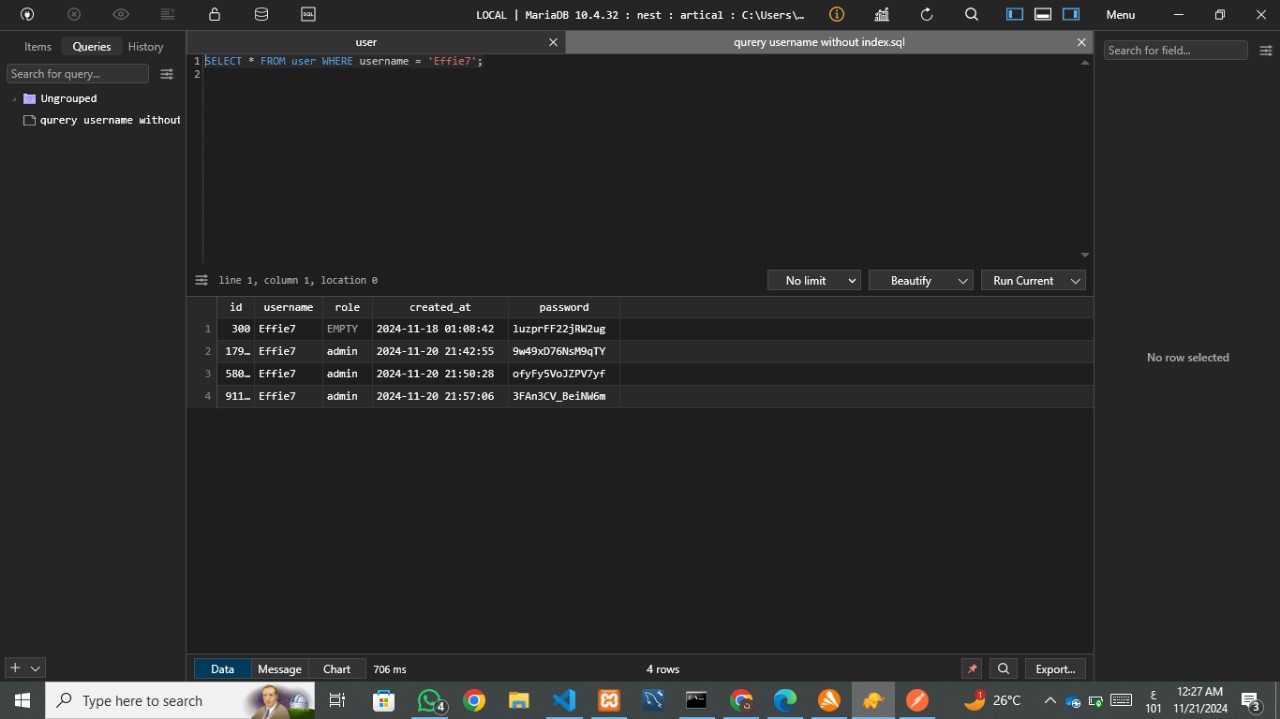 LOCAL | MariaDB 10.4.32 : nest : artical : C:\Users\...
Menu
Items Queries History
user
qurery username without index.sql
Search for query...
Ungrouped
qurery username without
1 SELECT * FROM user WHERE username = 'Effie7';
2
Search for field...
line 1, column 1, location 0
No limit Beautify Run Current
id username role created_at password
1 300 Effie7 EMPTY 2024-11-18 01:08:42 luzprFF22jRW2ug
2 179… Effie7 admin 2024-11-20 21:42:55 9w49xD76NsM9qTY
3 580… Effie7 admin 2024-11-20 21:50:28 ofyFy5VoJZPV7yf
4 911… Effie7 admin 2024-11-20 21:57:06 3FAn3CV_BeiNW6m
No row selected
Data Message Chart 706 ms
4 rows
Export...
Type here to search
4
1
26°C
ع
101
12:27 AM
11/21/2024
3